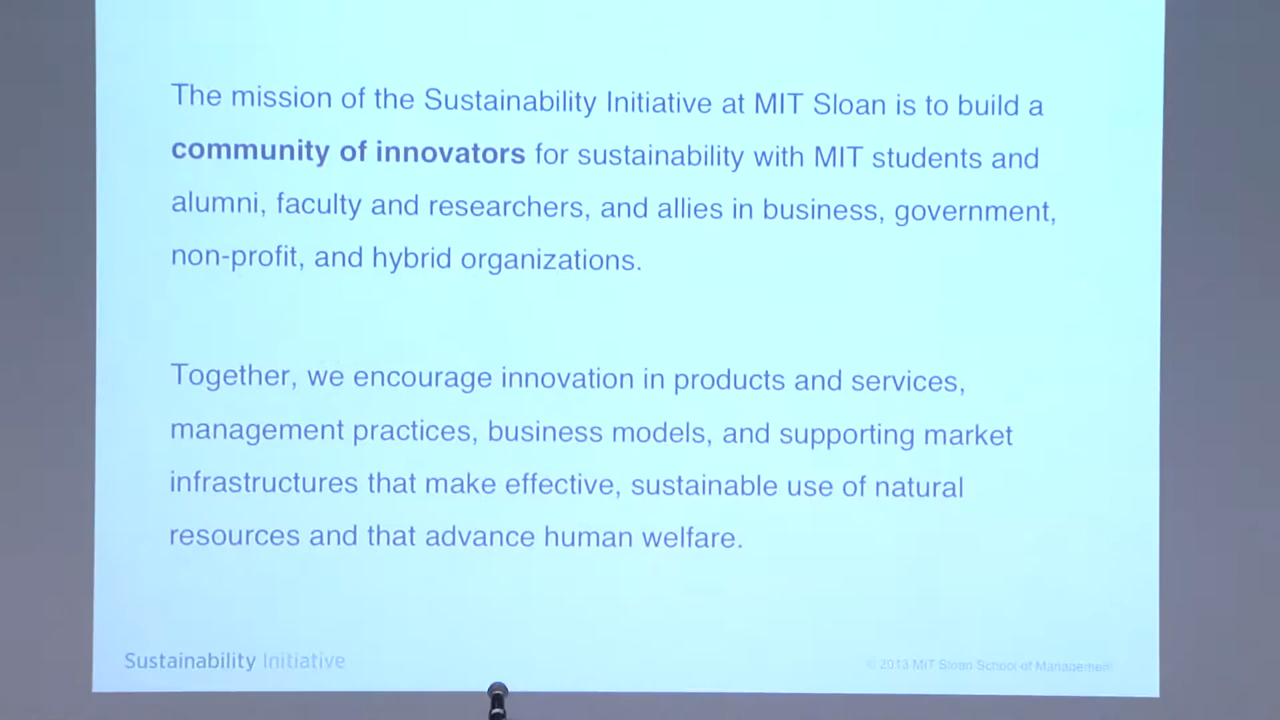 The mission of the Sustainability Initiative at MIT Sloan is to build a
community of innovators for sustainability with MIT students and
alumni, faculty and researchers, and allies in business, government,
non-profit, and hybrid organizations.
Together, we encourage innovation in products and services,
management practices, business models, and supporting market
infrastructures that make effective, sustainable use of natural
resources and that advance human welfare.
Sustainability Initiative
© 2013 MIT Sloan School of Management